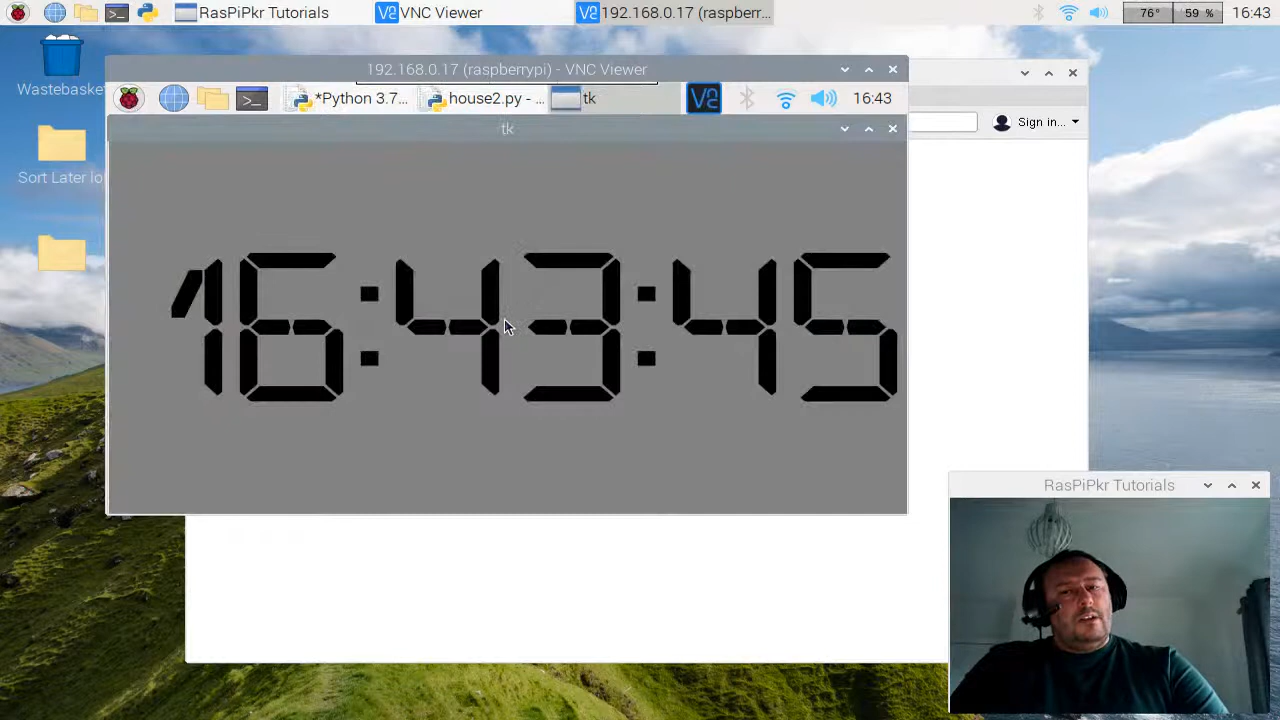 RasPiPkr Tutorials
VNC Viewer
192.168.0.17 (raspberr...
76°
59 %
16:43
Wastebasket
192.168.0.17 (raspberrypi) - VNC Viewer
*Python 3.7...
house2.py - ...
tk
16:43
tk
Sign in...
Sort Later lo
16:43:45
RasPiPkr Tutorials